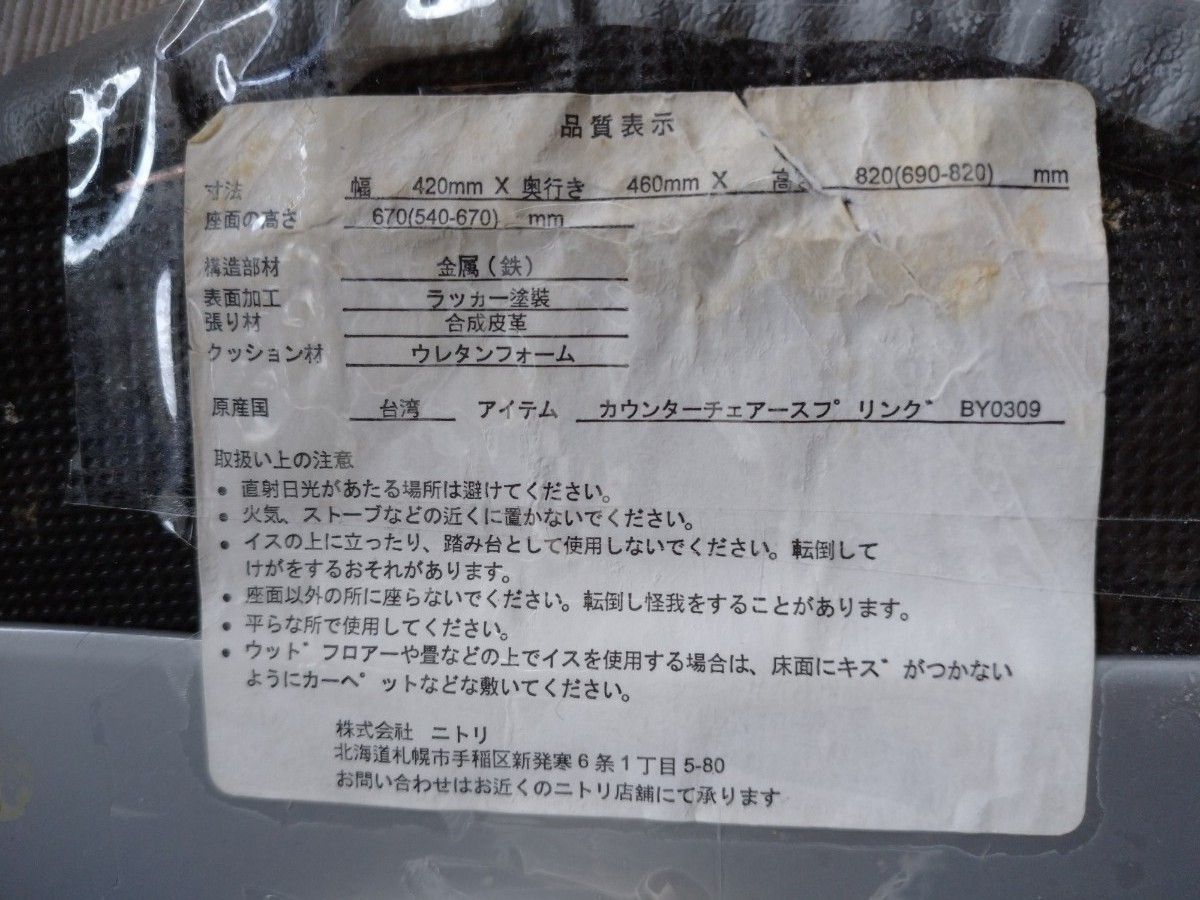 品質表示
寸法 幅 420mm X 奥行き 460mm X 高さ 820(690-820) mm
座面の高さ 670(540-670) mm
構造部材 金属(鉄)
表面加工 ラッカー塗装
張り材 合成皮革
クッション材 ウレタンフォーム
原産国 台湾 アイテム カウンターチェアースプ゜リング゛ BY0309
取扱い上の注意
• 直射日光があたる場所は避けてください。
• 火気、ストーブなどの近くに置かないでください。
• イスの上に立ったり、踏み台として使用しないでください。転倒して
けがをするおそれがあります。
• 座面以外の所に座らないでください。転倒し怪我をすることがあります。
• 平らな所で使用してください。
• ウット゛フロアーや畳などの上でイスを使用する場合は、床面にキス゛がつかない
ようにカーペ゜ットなどな敷いてください。
株式会社 ニトリ
北海道札幌市手稲区新発寒6条1丁目5-80
お問い合わせはお近くのニトリ店舗にて承ります